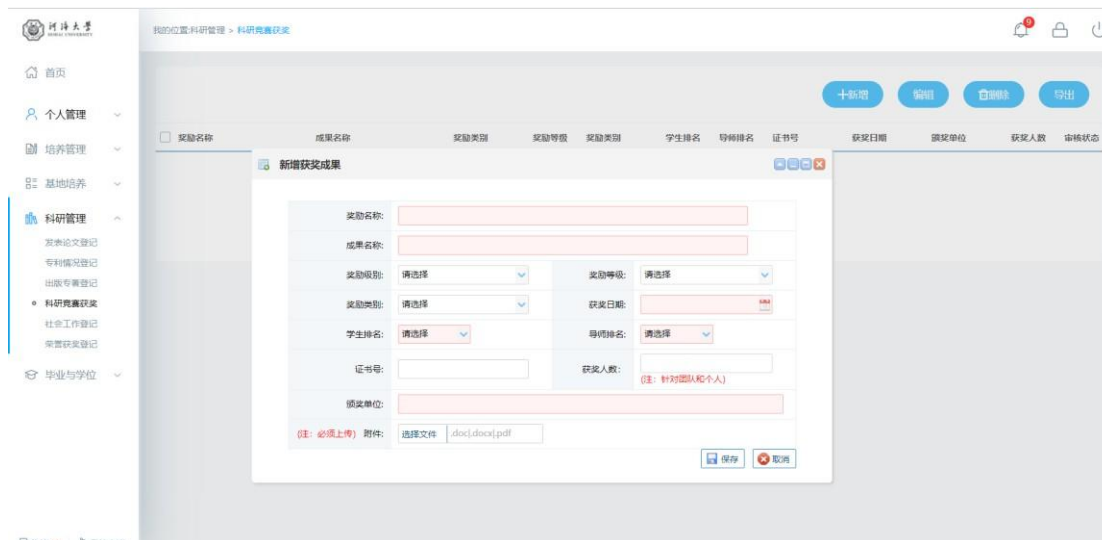 河海大学
HOHAI UNIVERSITY
我的位置:科研管理 > 科研竞赛获奖
9
首页
个人管理
培养管理
基地培养
科研管理
发表论文登记
专利情况登记
出版专著登记
科研竞赛获奖
社会工作登记
荣誉获奖登记
毕业与学位
+新增 编辑 删除 导出
奖励名称 成果名称 奖励类别 奖励等级 奖励类别 学生排名 导师排名 证书号 获奖日期 颁奖单位 获奖人数 审核状态
新增获奖成果
奖励名称:
成果名称:
奖励级别: 请选择 奖励等级: 请选择
奖励类别: 请选择 获奖日期:
学生排名: 请选择 导师排名: 请选择
证书号: 获奖人数:
(注：针对团队和个人)
颁奖单位:
(注：必须上传) 附件: 选择文件 .doc|.docx|.pdf
保存 取消